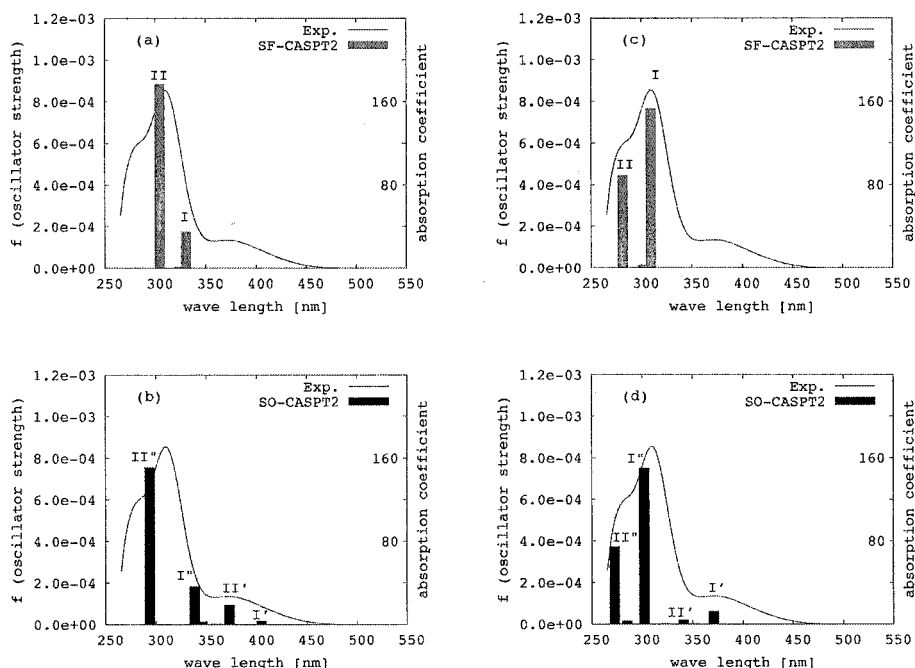 (a)
Exp.
SF-CASPT2
1.2e-03
1.0e-03
8.0e-04
6.0e-04
4.0e-04
2.0e-04
0.0e+00
f (oscillator strength)
II
I
160
80
absorption coefficient
250 300 350 400 450 500 550
wave length [nm]
(c)
Exp.
SF-CASPT2
1.2e-03
1.0e-03
8.0e-04
6.0e-04
4.0e-04
2.0e-04
0.0e+00
f (oscillator strength)
I
II
160
80
absorption coefficient
250 300 350 400 450 500 550
wave length [nm]
(b)
Exp.
SO-CASPT2
1.2e-03
1.0e-03
8.0e-04
6.0e-04
4.0e-04
2.0e-04
0.0e+00
f (oscillator strength)
II"
I"
II'
I'
160
80
absorption coefficient
250 300 350 400 450 500 550
wave length [nm]
(d)
Exp.
SO-CASPT2
1.2e-03
1.0e-03
8.0e-04
6.0e-04
4.0e-04
2.0e-04
0.0e+00
f (oscillator strength)
I"
II"
II'
I'
160
80
absorption coefficient
250 300 350 400 450 500 550
wave length [nm]